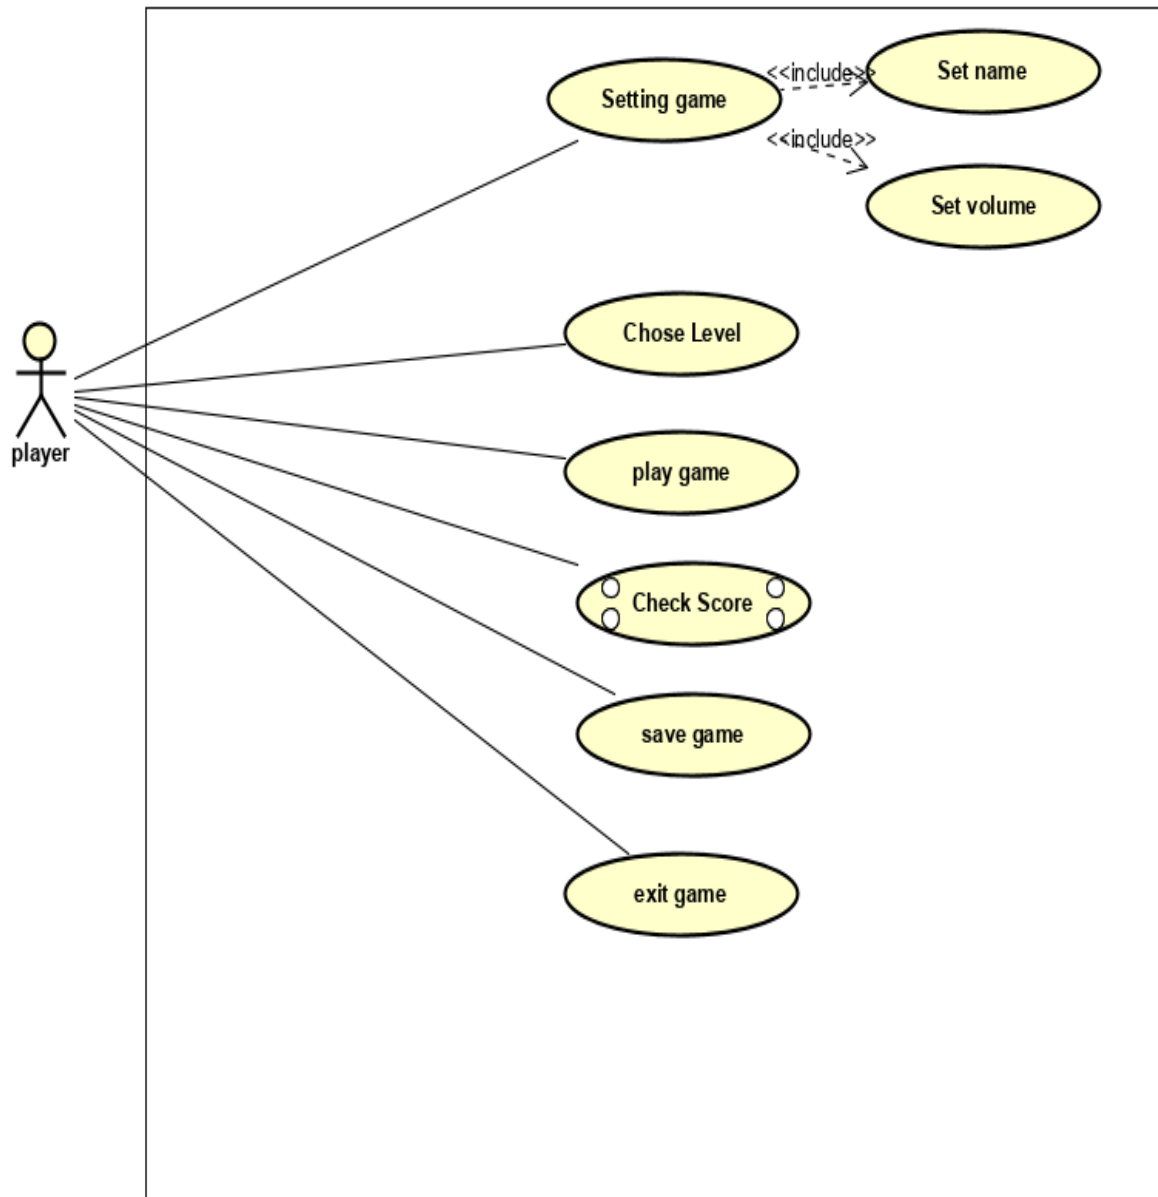 <<include>>
Set name
Setting game
<<include>>
Set volume
Chose Level
player
play game
Check Score
save game
exit game